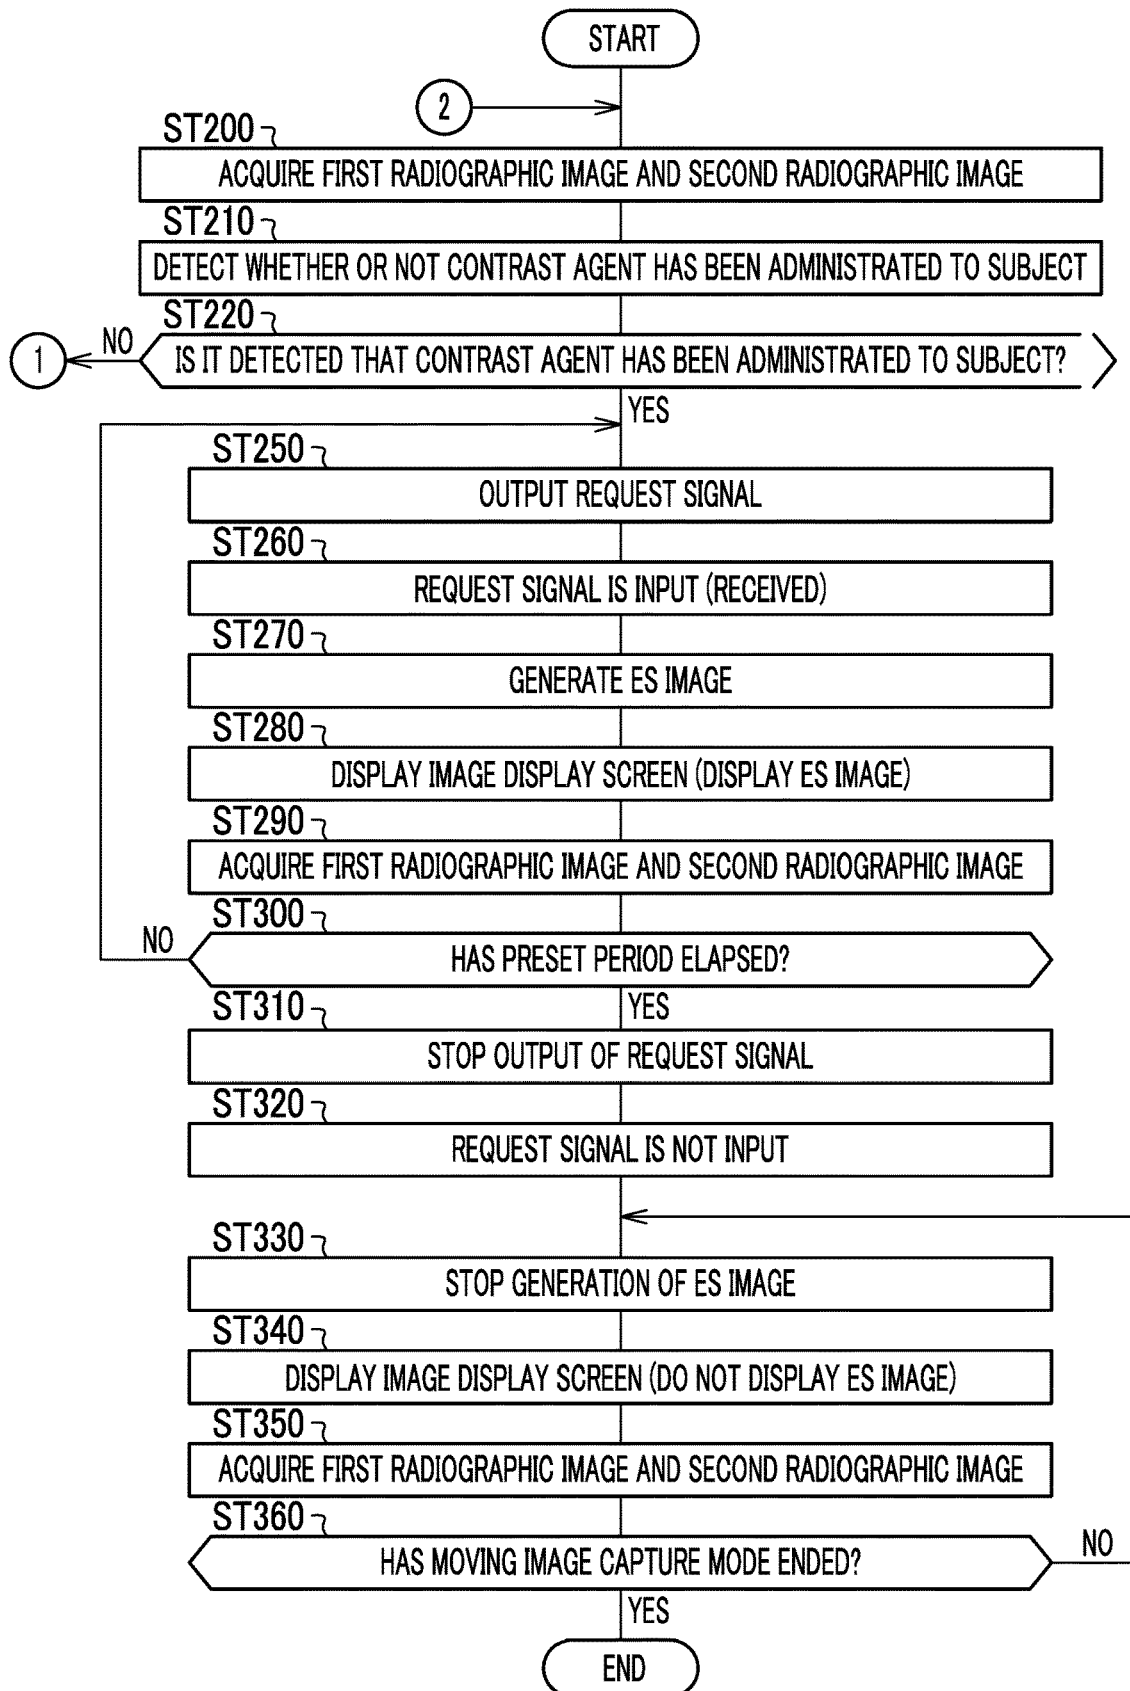 START
2
ST200
ACQUIRE FIRST RADIOGRAPHIC IMAGE AND SECOND RADIOGRAPHIC IMAGE
ST210
DETECT WHETHER OR NOT CONTRAST AGENT HAS BEEN ADMINISTRATED TO SUBJECT
ST220
1
NO
IS IT DETECTED THAT CONTRAST AGENT HAS BEEN ADMINISTRATED TO SUBJECT?
YES
ST250
OUTPUT REQUEST SIGNAL
ST260
REQUEST SIGNAL IS INPUT (RECEIVED)
ST270
GENERATE ES IMAGE
ST280
DISPLAY IMAGE DISPLAY SCREEN (DISPLAY ES IMAGE)
ST290
ACQUIRE FIRST RADIOGRAPHIC IMAGE AND SECOND RADIOGRAPHIC IMAGE
ST300
NO
HAS PRESET PERIOD ELAPSED?
YES
ST310
STOP OUTPUT OF REQUEST SIGNAL
ST320
REQUEST SIGNAL IS NOT INPUT
ST330
STOP GENERATION OF ES IMAGE
ST340
DISPLAY IMAGE DISPLAY SCREEN (DO NOT DISPLAY ES IMAGE)
ST350
ACQUIRE FIRST RADIOGRAPHIC IMAGE AND SECOND RADIOGRAPHIC IMAGE
ST360
HAS MOVING IMAGE CAPTURE MODE ENDED?
NO
YES
END